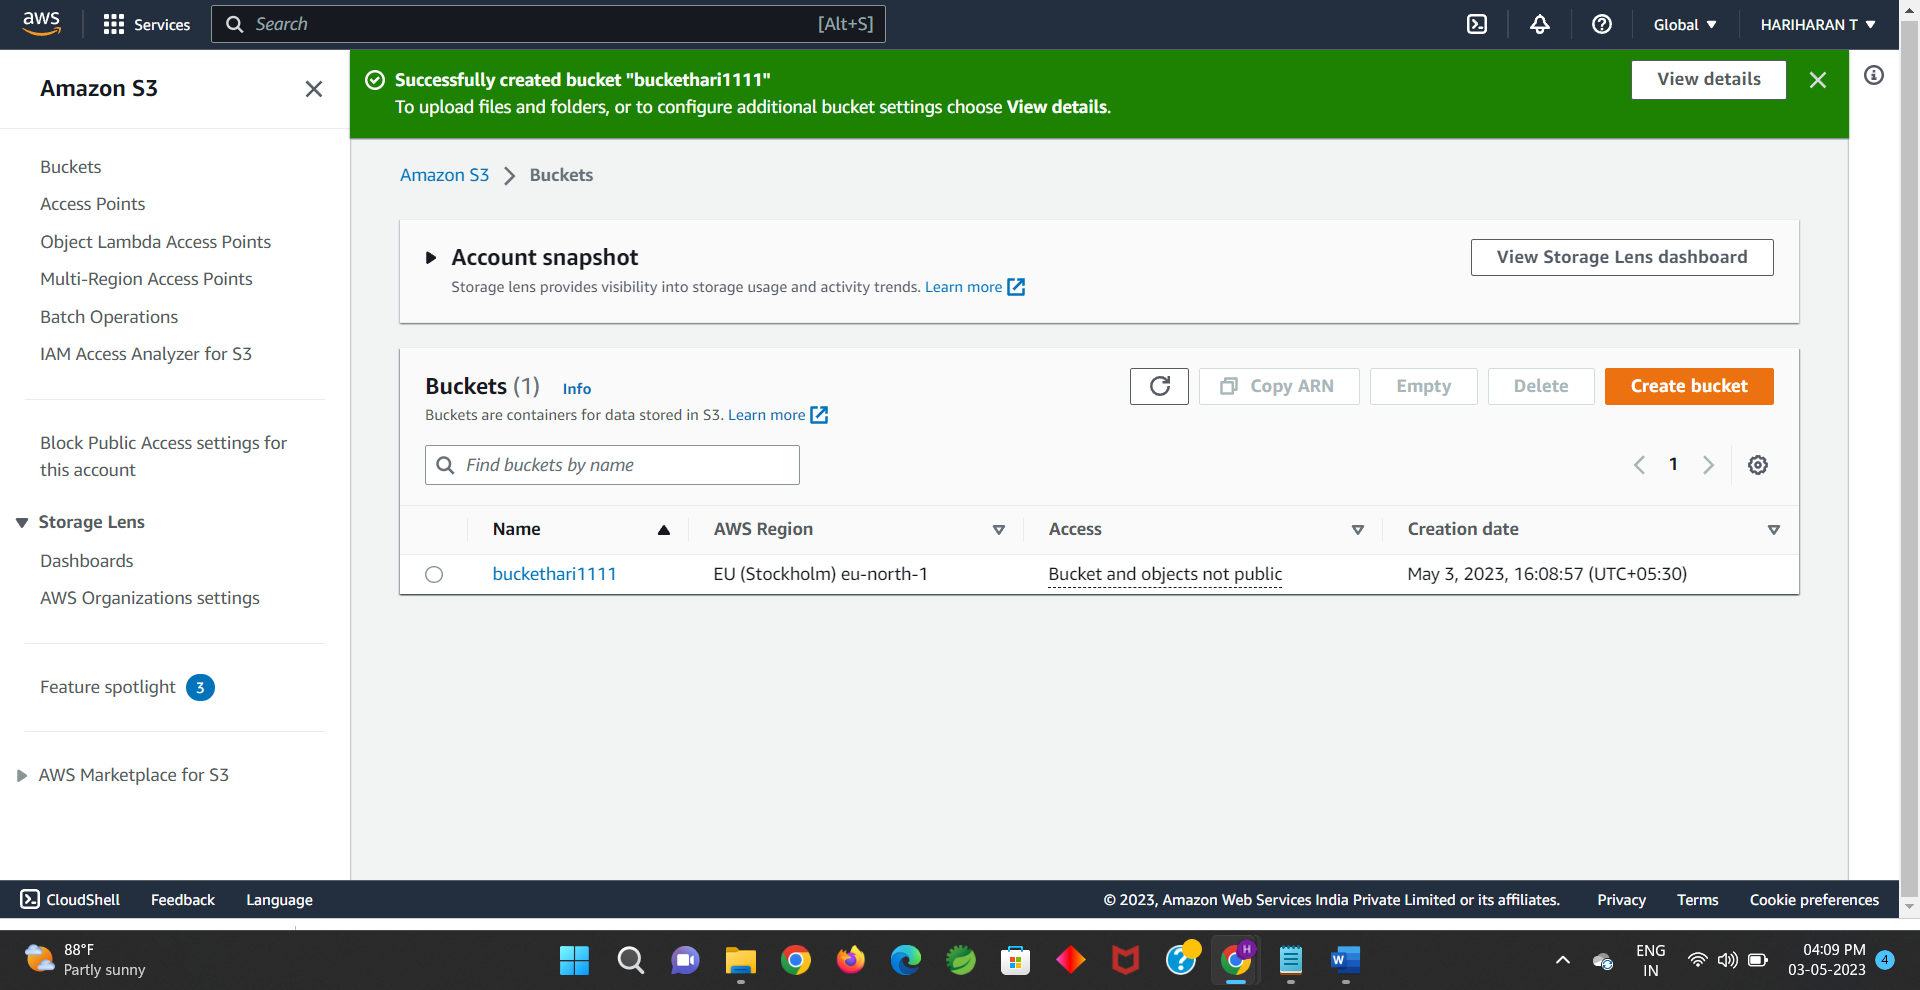 aws
Services
Search
[Alt+S]
Global
HARIHARAN T
Amazon S3
Buckets
Access Points
Object Lambda Access Points
Multi-Region Access Points
Batch Operations
IAM Access Analyzer for S3
Block Public Access settings for
this account
Storage Lens
Dashboards
AWS Organizations settings
Feature spotlight 3
AWS Marketplace for S3
Successfully created bucket "buckethari1111"
To upload files and folders, or to configure additional bucket settings choose View details.
View details
Amazon S3 > Buckets
Account snapshot
Storage lens provides visibility into storage usage and activity trends. Learn more
View Storage Lens dashboard
Buckets (1) Info
Buckets are containers for data stored in S3. Learn more
Copy ARN
Empty
Delete
Create bucket
Find buckets by name
1
Name AWS Region Access Creation date
buckethari1111 EU (Stockholm) eu-north-1 Bucket and objects not public May 3, 2023, 16:08:57 (UTC+05:30)
CloudShell Feedback Language © 2023, Amazon Web Services India Private Limited or its affiliates. Privacy Terms Cookie preferences
88°F
Partly sunny
H
W
ENG
IN
04:09 PM
03-05-2023
4